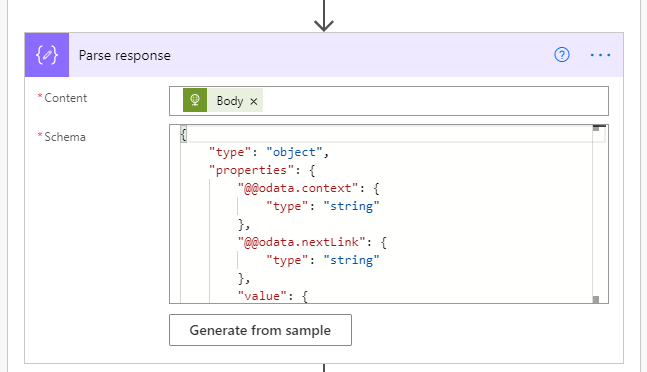 Parse response
* Content
Body ×
* Schema
{
    "type": "object",
    "properties": {
        "@@odata.context": {
            "type": "string"
        },
        "@@odata.nextLink": {
            "type": "string"
        },
        "value": {
Generate from sample